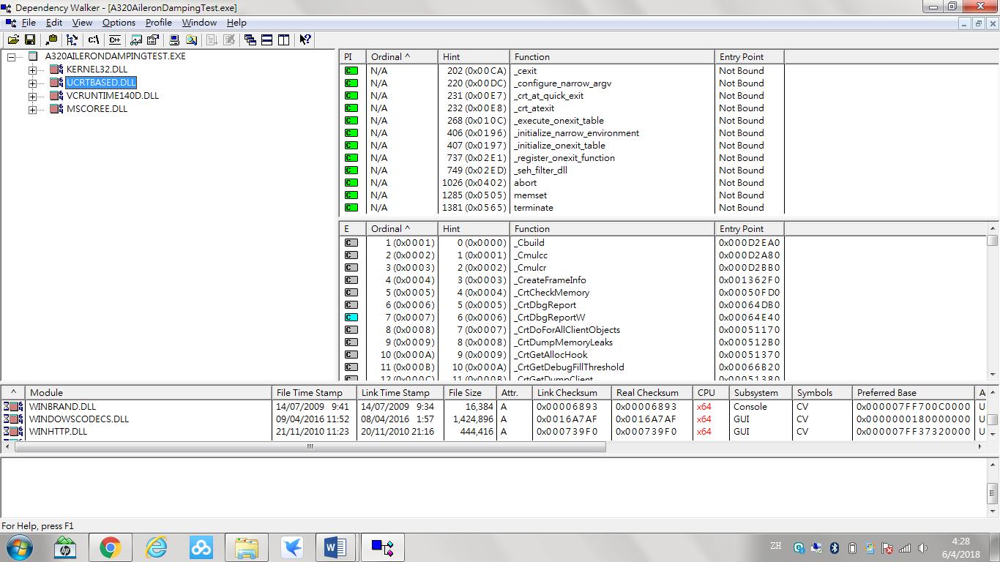 Dependency Walker - [A320AileronDampingTest.exe]
File Edit View Options Profile Window Help
c:\ C++
A320AILERONDAMPINGTEST.EXE
KERNEL32.DLL
UCRTBASED.DLL
VCRUNTIME140D.DLL
MSCOREE.DLL
PI Ordinal ^ Hint Function Entry Point
C N/A 202 (0x00CA) _cexit Not Bound
C N/A 220 (0x00DC) _configure_narrow_argv Not Bound
C N/A 231 (0x00E7) _crt_at_quick_exit Not Bound
C N/A 232 (0x00E8) _crt_atexit Not Bound
C N/A 268 (0x010C) _execute_onexit_table Not Bound
C N/A 406 (0x0196) _initialize_narrow_environment Not Bound
C N/A 407 (0x0197) _initialize_onexit_table Not Bound
C N/A 737 (0x02E1) _register_onexit_function Not Bound
C N/A 749 (0x02ED) _seh_filter_dll Not Bound
C N/A 1026 (0x0402) abort Not Bound
C N/A 1285 (0x0505) memset Not Bound
C N/A 1381 (0x0565) terminate Not Bound
E Ordinal ^ Hint Function Entry Point
C 1 (0x0001) 0 (0x0000) _Cbuild 0x000D2EA0
C 2 (0x0002) 1 (0x0001) _Cmulcc 0x000D2A80
C 3 (0x0003) 2 (0x0002) _Cmulcr 0x000D2BB0
C 4 (0x0004) 3 (0x0003) _CreateFrameInfo 0x001362F0
C 5 (0x0005) 4 (0x0004) _CrtCheckMemory 0x00050FD0
C 6 (0x0006) 5 (0x0005) _CrtDbgReport 0x00064DB0
C 7 (0x0007) 6 (0x0006) _CrtDbgReportW 0x00064E40
C 8 (0x0008) 7 (0x0007) _CrtDoForAllClientObjects 0x00051170
C 9 (0x0009) 8 (0x0008) _CrtDumpMemoryLeaks 0x000512B0
C 10 (0x000A) 9 (0x0009) _CrtGetAllocHook 0x00051370
C 11 (0x000B) 10 (0x000A) _CrtGetDebugFillThreshold 0x00066B20
C 12 (0x000C) 11 (0x000B) _CrtGetDumpClient 0x00051380
^ Module File Time Stamp Link Time Stamp File Size Attr. Link Checksum Real Checksum CPU Subsystem Symbols Preferred Base A
WINBRAND.DLL 14/07/2009 9:41 14/07/2009 9:34 16,384 A 0x00006893 0x00006893 x64 Console CV 0x000007FF700C0000 U
WINDOWSCODECS.DLL 09/04/2016 11:52 08/04/2016 1:57 1,424,896 A 0x0016A7AF 0x0016A7AF x64 GUI CV 0x0000000180000000 U
WINHTTP.DLL 21/11/2010 11:23 20/11/2010 21:16 444,416 A 0x000739F0 0x000739F0 x64 GUI CV 0x000007FF37320000 U
For Help, press F1
ZH
4:28
6/4/2018